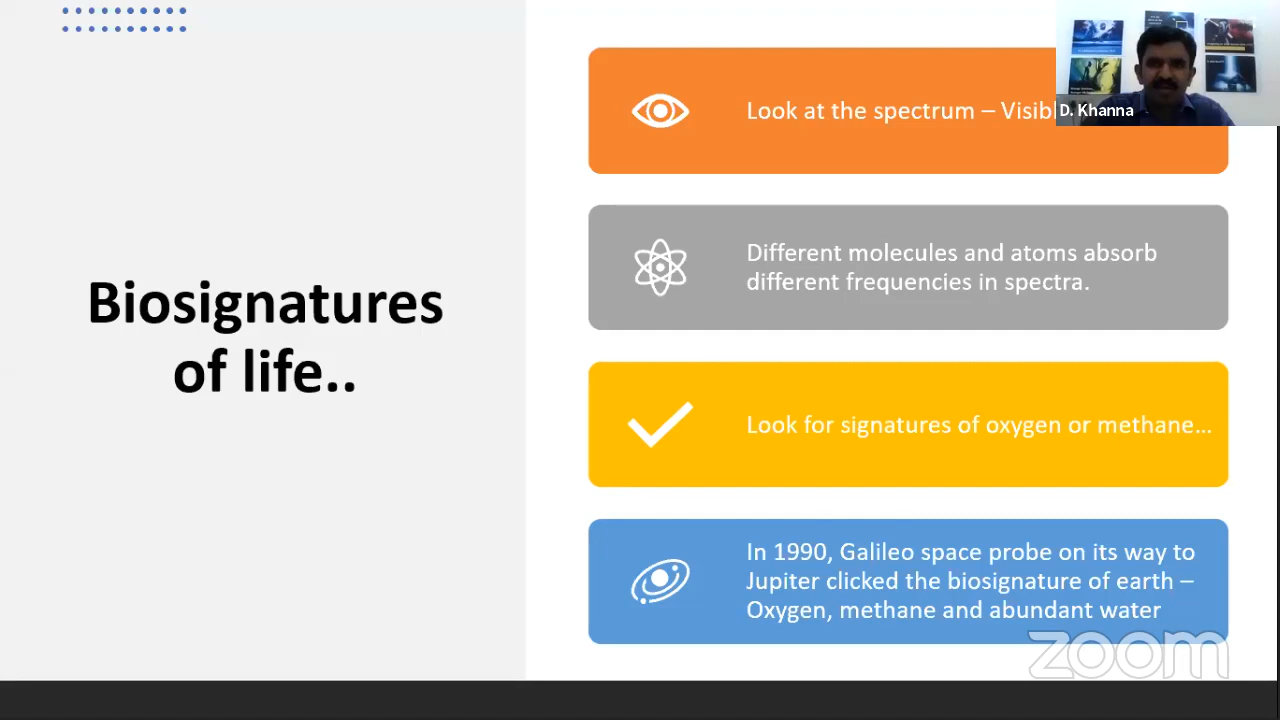 Biosignatures
of life..
Look at the spectrum –
D. Khanna
Different molecules and atoms absorb
different frequencies in spectra.
Look for signatures of oxygen or methane...
In 1990, Galileo space probe on its way to
Jupiter clicked the biosignature of earth –
Oxygen, methane and abundant water
zoom